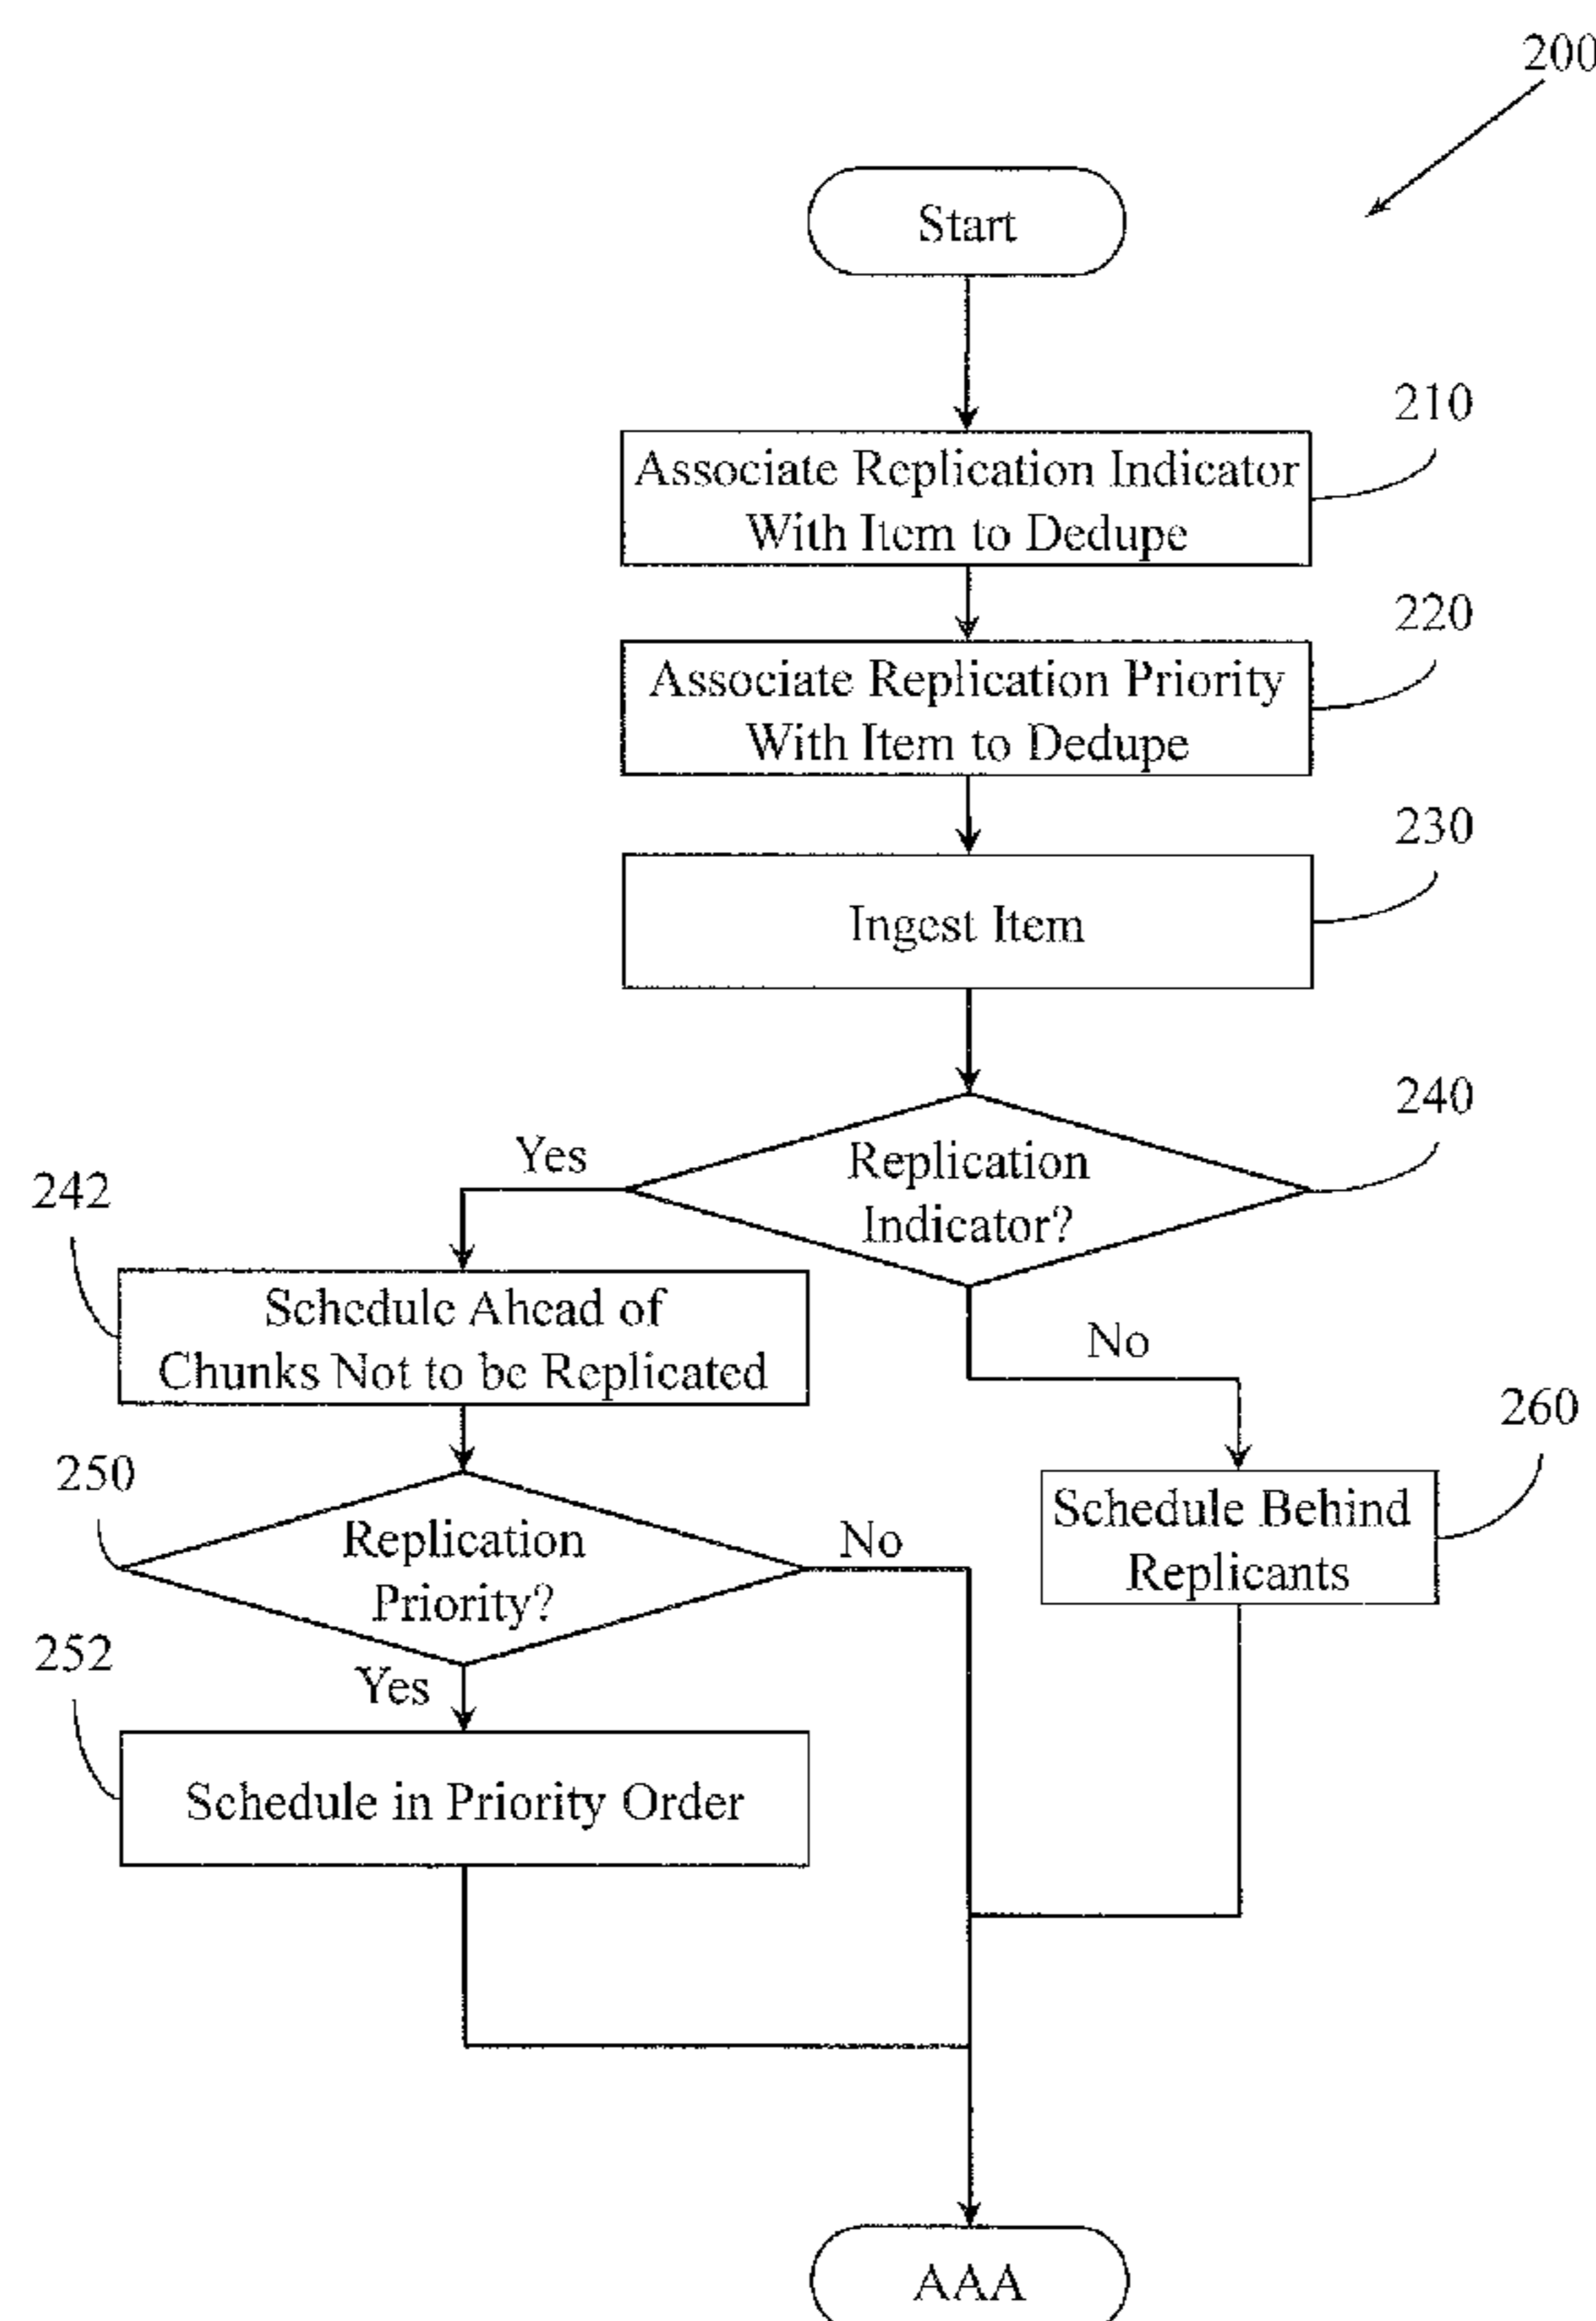 200
Start
210
Associate Replication Indicator
With Item to Dedupe
220
Associate Replication Priority
With Item to Dedupe
230
Ingest Item
240
Replication
Indicator?
Yes
242
Schedule Ahead of
Chunks Not to be Replicated
No
260
Schedule Behind
Replicants
250
Replication
Priority?
No
Yes
252
Schedule in Priority Order
AAA